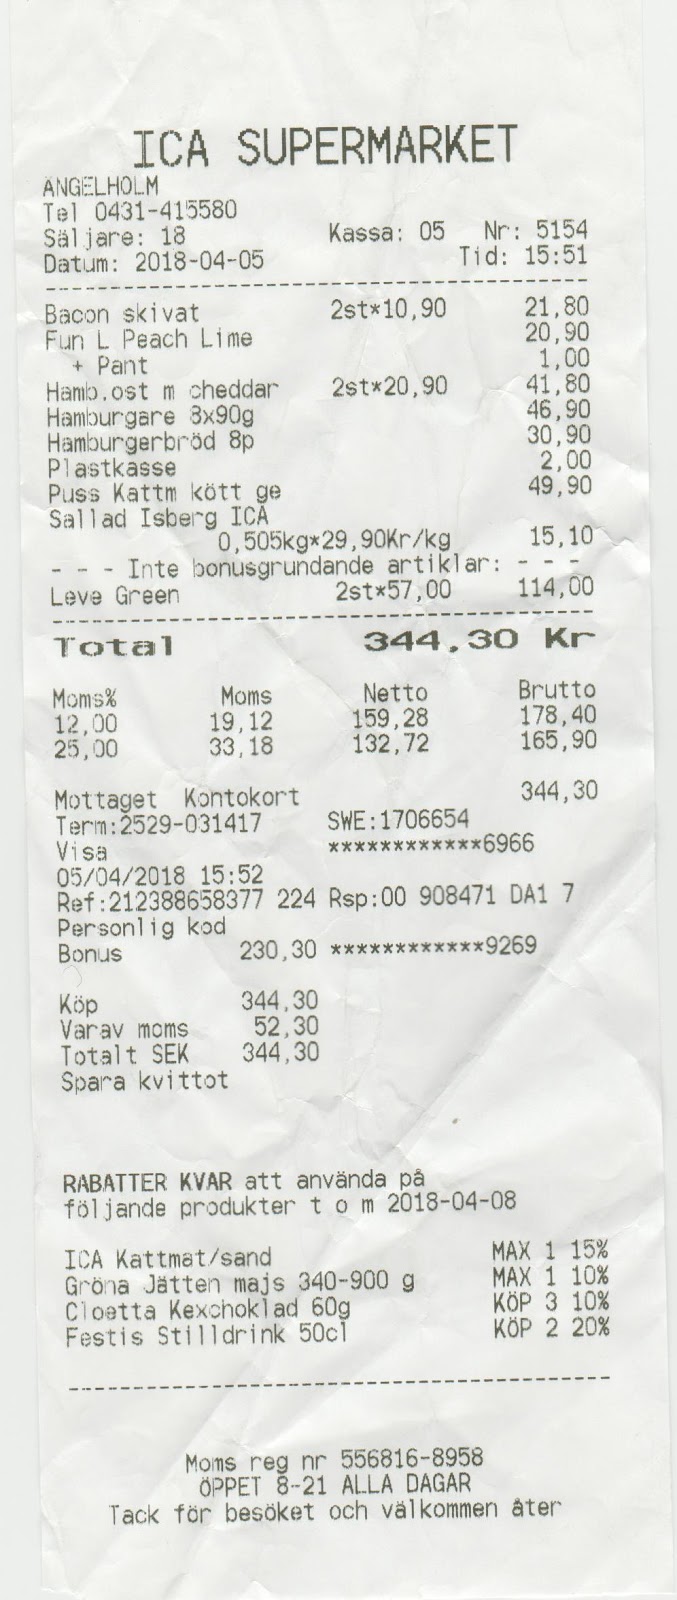 ICA SUPERMARKET
ÄNGELHOLM
Tel 0431-415580
Säljare: 18 Kassa: 05 Nr: 5154
Datum: 2018-04-05 Tid: 15:51
Bacon skivat 2st*10,90 21,80
Fun L Peach Lime 20,90
+ Pant 1,00
Hamb.ost m cheddar 2st*20,90 41,80
Hamburgare 8x90g 46,90
Hamburgerbröd 8p 30,90
Plastkasse 2,00
Puss Kattm kött ge 49,90
Sallad Isberg ICA
0,505kg*29,90Kr/kg 15,10
- - - Inte bonusgrundande artiklar: - - -
Leve Green 2st*57,00 114,00
Total 344,30 Kr
Moms% Moms Netto Brutto
12,00 19,12 159,28 178,40
25,00 33,18 132,72 165,90
Mottaget Kontokort 344,30
Term:2529-031417 SWE:1706654
Visa ************6966
05/04/2018 15:52
Ref:212388658377 224 Rsp:00 908471 DA1 7
Personlig kod
Bonus 230,30 ************9269
Köp 344,30
Varav moms 52,30
Totalt SEK 344,30
Spara kvittot
RABATTER KVAR att använda på
följande produkter t o m 2018-04-08
ICA Kattmat/sand MAX 1 15%
Gröna Jätten majs 340-900 g MAX 1 10%
Cloetta Kexchoklad 60g KÖP 3 10%
Festis Stilldrink 50cl KÖP 2 20%
Moms reg nr 556816-8958
ÖPPET 8-21 ALLA DAGAR
Tack för besöket och välkommen åter